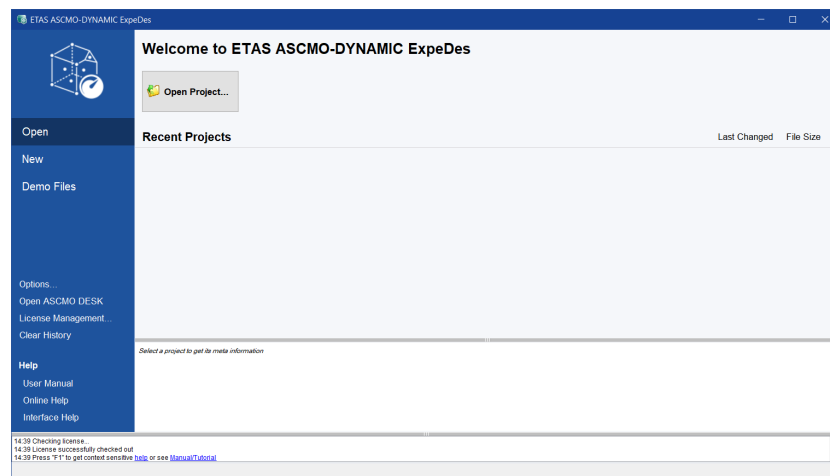 ETAS ASCMO-DYNAMIC ExpeDes
Welcome to ETAS ASCMO-DYNAMIC ExpeDes
Open Project...
Open
Recent Projects Last Changed File Size
New
Demo Files
Options...
Open ASCMO DESK
License Management...
Clear History
Select a project to get its meta information
Help
User Manual
Online Help
Interface Help
14:39 Checking license...
14:39 License successfully checked out
14:39 Press "F1" to get context sensitive help or see Manual/Tutorial